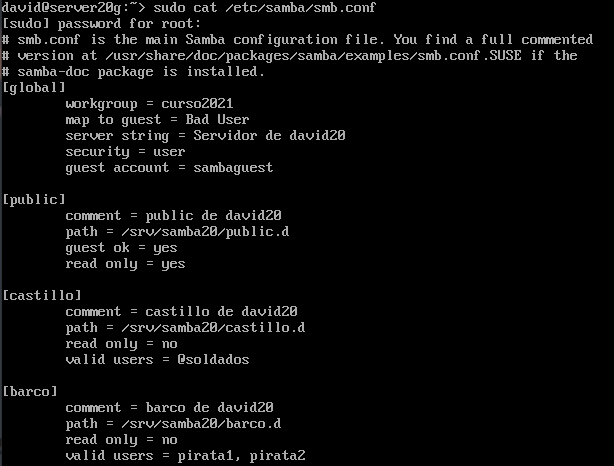 david@server20g:~> sudo cat /etc/samba/smb.conf
[sudo] password for root:
# smb.conf is the main Samba configuration file. You find a full commented
# version at /usr/share/doc/packages/samba/examples/smb.conf.SUSE if the
# samba-doc package is installed.
[global]
        workgroup = curso2021
        map to guest = Bad User
        server string = Servidor de david20
        security = user
        guest account = sambaguest

[public]
        comment = public de david20
        path = /srv/samba20/public.d
        guest ok = yes
        read only = yes

[castillo]
        comment = castillo de david20
        path = /srv/samba20/castillo.d
        read only = no
        valid users = @soldados

[barco]
        comment = barco de david20
        path = /srv/samba20/barco.d
        read only = no
        valid users = pirata1, pirata2